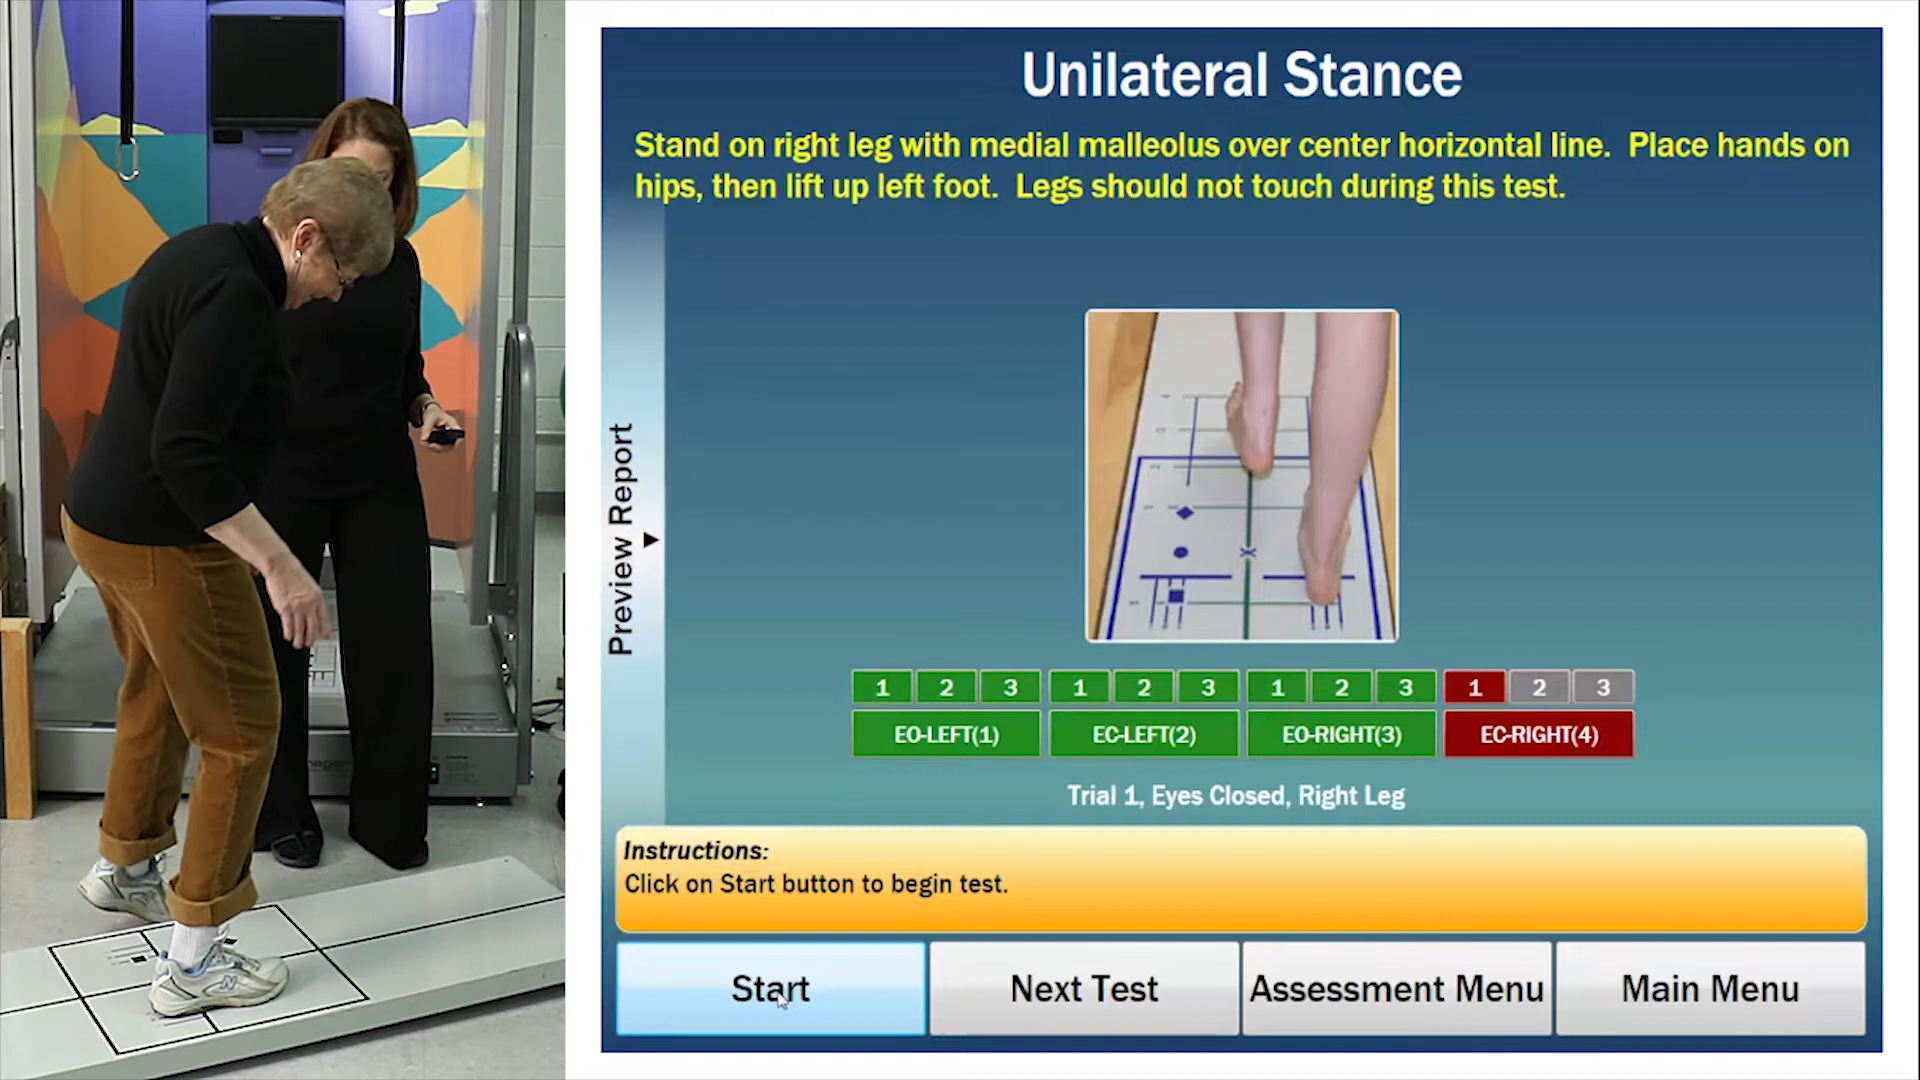 Unilateral Stance
Stand on right leg with medial malleolus over center horizontal line. Place hands on
hips, then lift up left foot. Legs should not touch during this test.
Preview Report
1 2 3 1 2 3 1 2 3 1 2 3
EO-LEFT(1) EC-LEFT(2) EO-RIGHT(3) EC-RIGHT(4)
Trial 1, Eyes Closed, Right Leg
Instructions:
Click on Start button to begin test.
Start Next Test Assessment Menu Main Menu
N